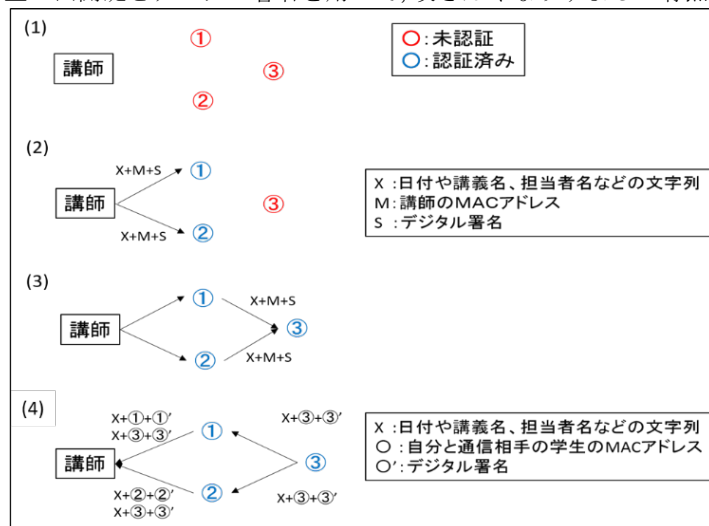 (1)
講師
①
②
③
○:未認証
○:認証済み
(2)
講師
X+M+S
X+M+S
①
②
③
X :日付や講義名、担当者名などの文字列
M:講師のMACアドレス
S :デジタル署名
(3)
講師
①
②
X+M+S
X+M+S
③
(4)
講師
X+①+①’
X+③+③’
①
X+③+③’
③
②
X+②+②’
X+③+③’
X+③+③’
X :日付や講義名、担当者名などの文字列
○ :自分と通信相手の学生のMACアドレス
○’:デジタル署名